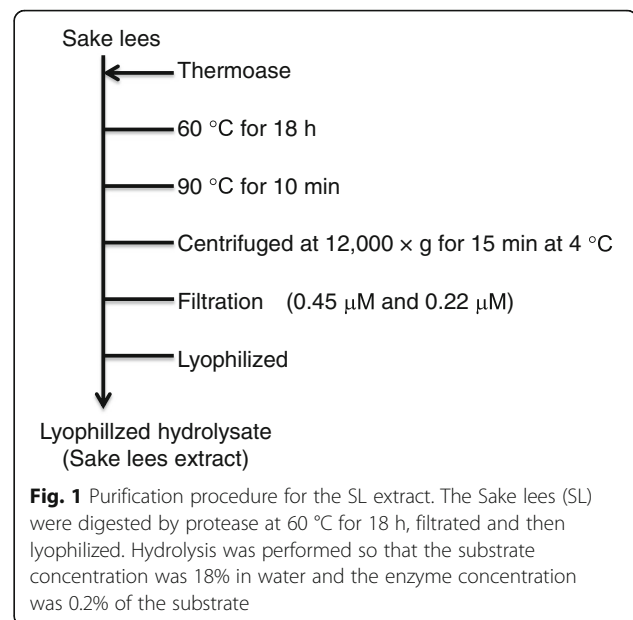 Sake lees
Thermoase
60 °C for 18 h
90 °C for 10 min
Centrifuged at 12,000 × g for 15 min at 4 °C
Filtration (0.45 μM and 0.22 μM)
Lyophilized
Lyophillzed hydrolysate
(Sake lees extract)
Fig. 1 Purification procedure for the SL extract. The Sake lees (SL)
were digested by protease at 60 °C for 18 h, filtrated and then
lyophilized. Hydrolysis was performed so that the substrate
concentration was 18% in water and the enzyme concentration
was 0.2% of the substrate